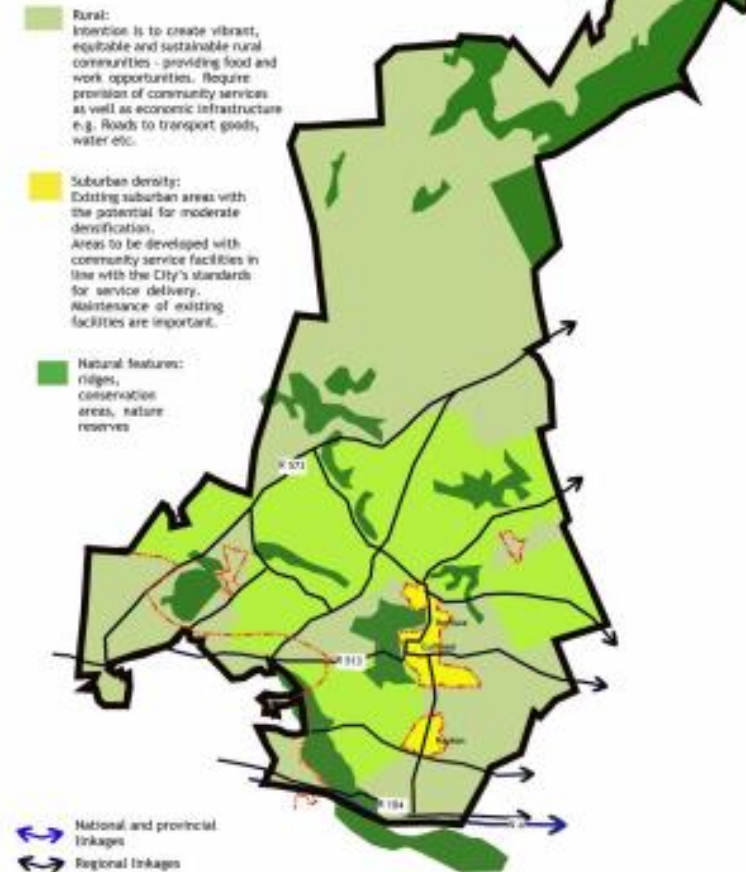 Rural:
Intention is to create vibrant,
equitable and sustainable rural
communities - providing food and
work opportunities. Require
provision of community services
as well as economic infrastructure
e.g. Roads to transport goods,
water etc.
Suburban density:
Existing suburban areas with
the potential for moderate
densification.
Areas to be developed with
community service facilities in
line with the City's standards
for service delivery.
Maintenance of existing
facilities are important.
Natural features:
ridges,
conservation
areas, nature
reserves
R 573
Cullinan
R 513
Rayton
R 104
National and provincial
linkages
Regional linkages